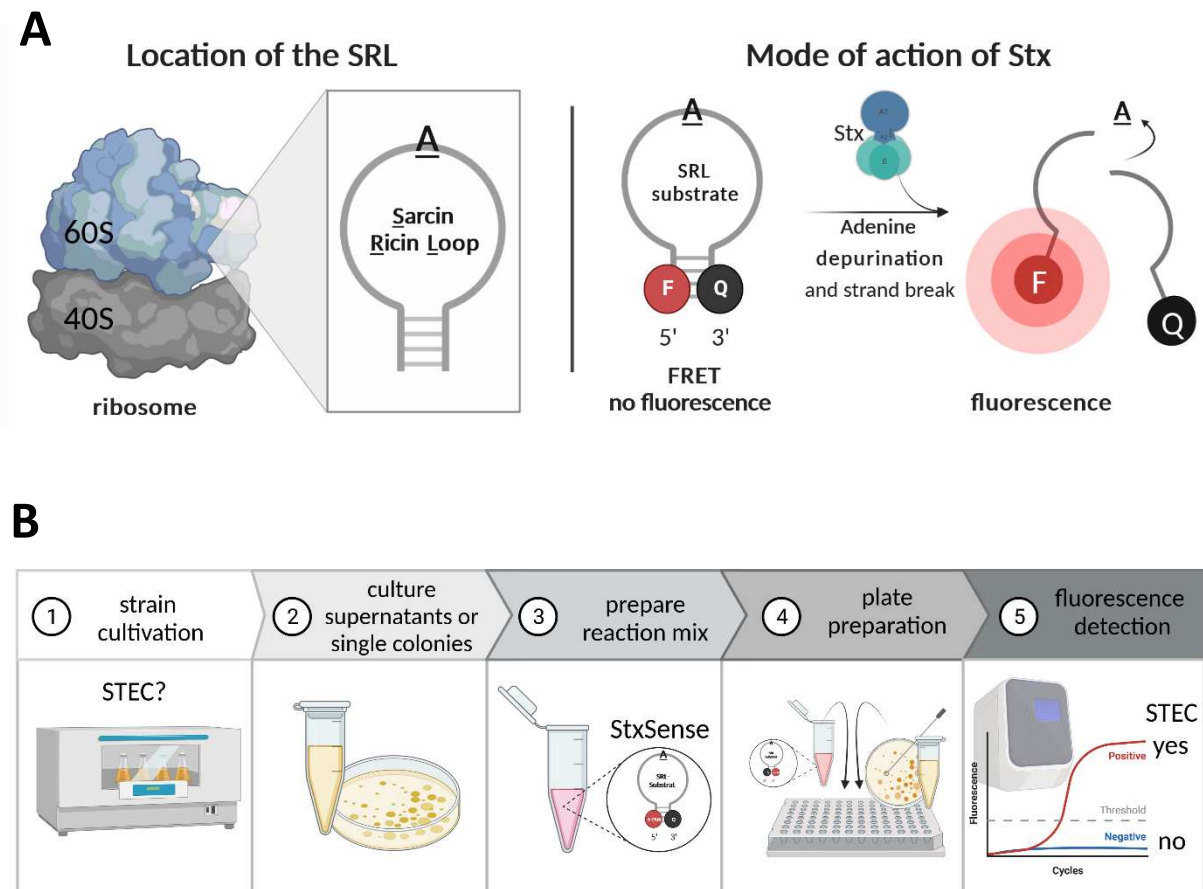 A
Location of the SRL
Mode of action of Stx
60S
40S
ribosome
A
Sarcin
Ricin Loop
A
SRL
substrate
F
Q
5'
3'
FRET
no fluorescence
Stx
A1
B
Adenine
depurination
and strand break
A
F
Q
fluorescence
B
1
strain
cultivation
2
culture
supernatants or
single colonies
3
prepare
reaction mix
4
plate
preparation
5
fluorescence
detection
STEC?
StxSense
A
SRL-
Substrat
Q
5'
3'
A
STEC
yes
no
Fluorescence
Positive
Threshold
Negative
Cycles